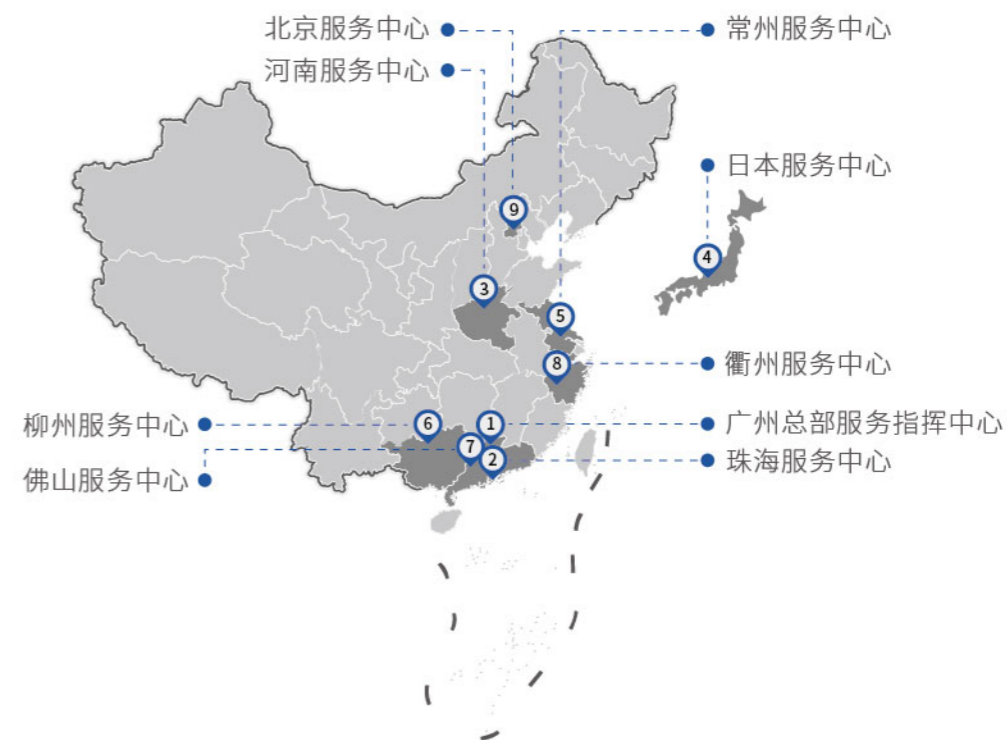 北京服务中心
常州服务中心
河南服务中心
日本服务中心
9
4
3
5
8
衢州服务中心
柳州服务中心
6
1
广州总部服务指挥中心
7
2
珠海服务中心
佛山服务中心